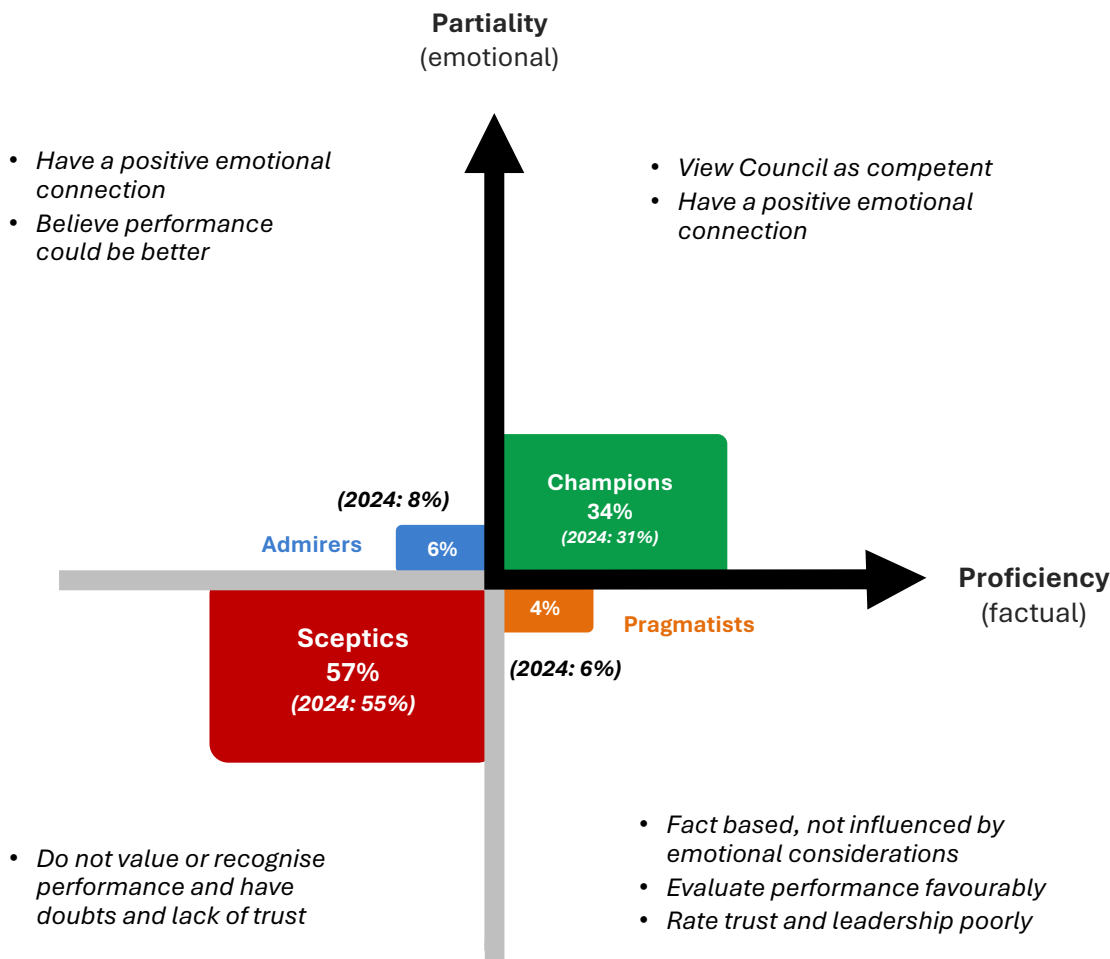 Partiality
(emotional)
• Have a positive emotional
connection
• Believe performance
could be better
• View Council as competent
• Have a positive emotional
connection
(2024: 8%)
Admirers
6%
Champions
34%
(2024: 31%)
Proficiency
(factual)
Sceptics
57%
(2024: 55%)
4%
Pragmatists
(2024: 6%)
• Do not value or recognise
performance and have
doubts and lack of trust
• Fact based, not influenced by
emotional considerations
• Evaluate performance favourably
• Rate trust and leadership poorly